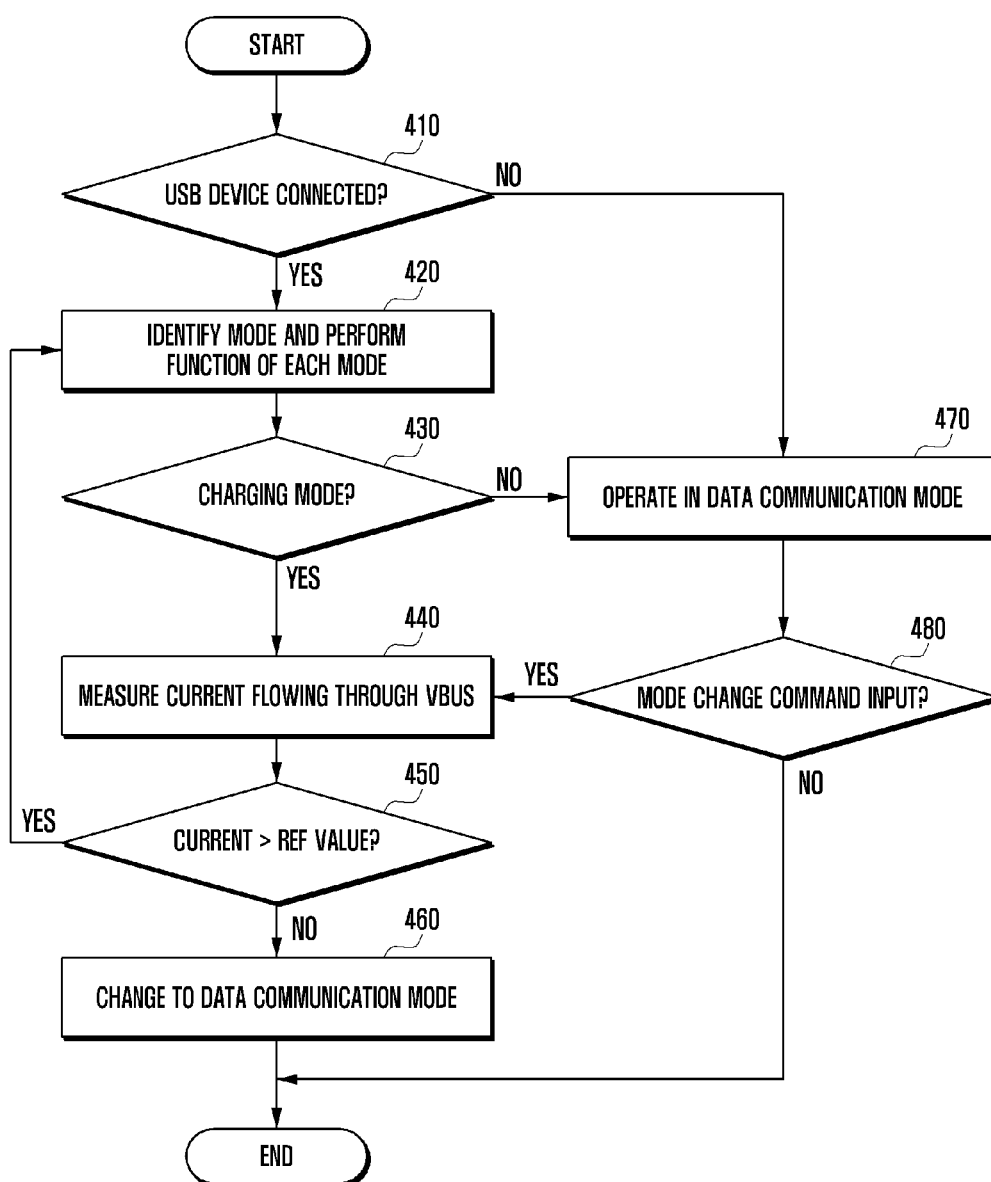 START
410
USB DEVICE CONNECTED?
NO
YES
420
IDENTIFY MODE AND PERFORM
FUNCTION OF EACH MODE
430
CHARGING MODE?
NO
YES
470
OPERATE IN DATA COMMUNICATION MODE
440
MEASURE CURRENT FLOWING THROUGH VBUS
480
YES
MODE CHANGE COMMAND INPUT?
NO
450
YES
CURRENT > REF VALUE?
NO
460
CHANGE TO DATA COMMUNICATION MODE
END